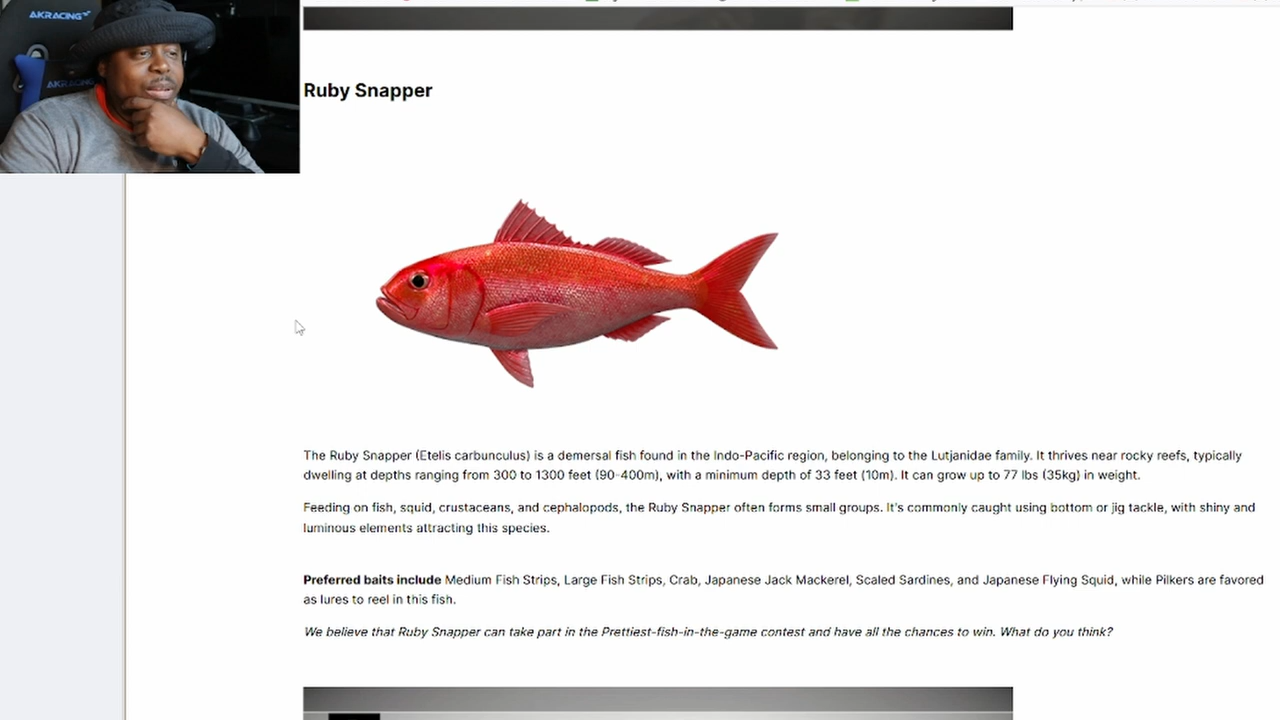 AKRACING
AKRACING
Ruby Snapper
The Ruby Snapper (Etelis carbunculus) is a demersal fish found in the Indo-Pacific region, belonging to the Lutjanidae family. It thrives near rocky reefs, typically
dwelling at depths ranging from 300 to 1300 feet (90-400m), with a minimum depth of 33 feet (10m). It can grow up to 77 lbs (35kg) in weight.
Feeding on fish, squid, crustaceans, and cephalopods, the Ruby Snapper often forms small groups. It's commonly caught using bottom or jig tackle, with shiny and
luminous elements attracting this species.
Preferred baits include Medium Fish Strips, Large Fish Strips, Crab, Japanese Jack Mackerel, Scaled Sardines, and Japanese Flying Squid, while Pilkers are favored
as lures to reel in this fish.
We believe that Ruby Snapper can take part in the Prettiest-fish-in-the-game contest and have all the chances to win. What do you think?